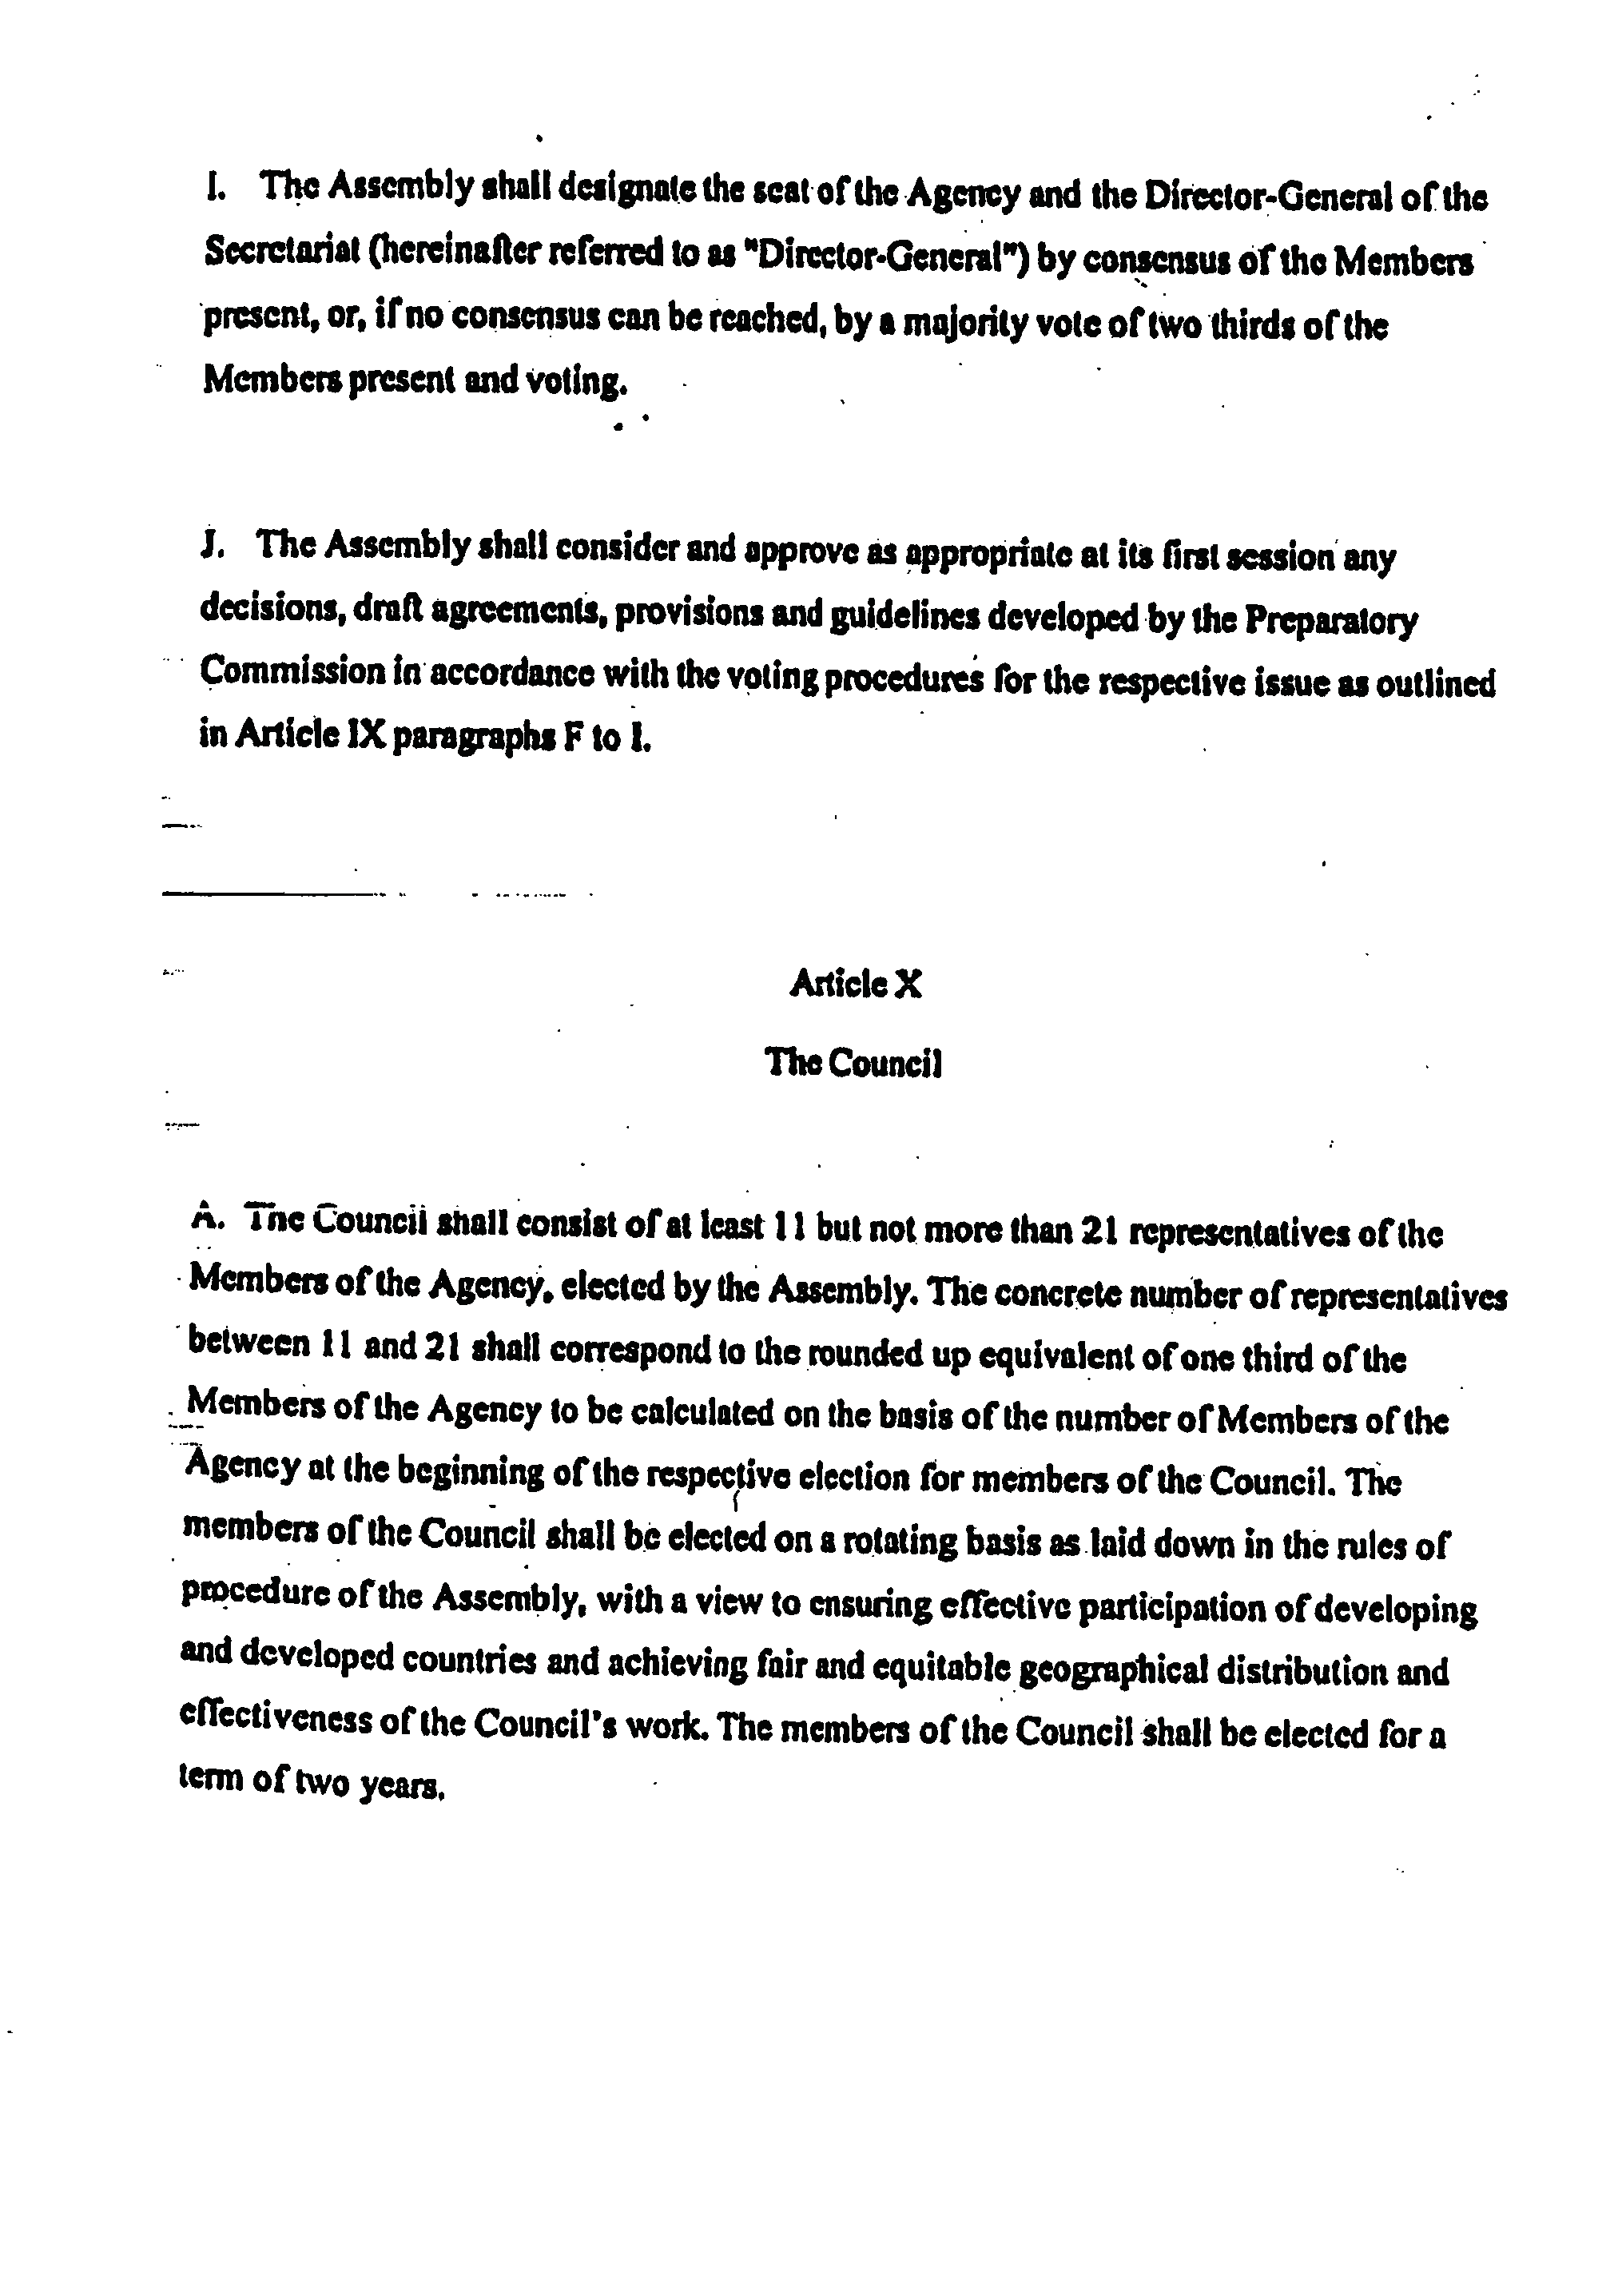 I. The Assembly shall designate the seat of the Agency and the Director-General of the
Secretariat (hereinafter referred to as "Director-General") by consensus of the Members
present, or, if no consensus can be reached, by a majority vote of two thirds of the
Members present and voting.
J. The Assembly shall consider and approve as appropriate at its first session any
decisions, draft agreements, provisions and guidelines developed by the Preparatory
Commission in accordance with the voting procedures for the respective issue as outlined
in Article IX paragraphs F to I.
Article X
The Council
A. The Council shall consist of at least 11 but not more than 21 representatives of the
Members of the Agency, elected by the Assembly. The concrete number of representatives
between 11 and 21 shall correspond to the rounded up equivalent of one third of the
Members of the Agency to be calculated on the basis of the number of Members of the
Agency at the beginning of the respective election for members of the Council. The
members of the Council shall be elected on a rotating basis as laid down in the rules of
procedure of the Assembly, with a view to ensuring effective participation of developing
and developed countries and achieving fair and equitable geographical distribution and
effectiveness of the Council's work. The members of the Council shall be elected for a
term of two years.